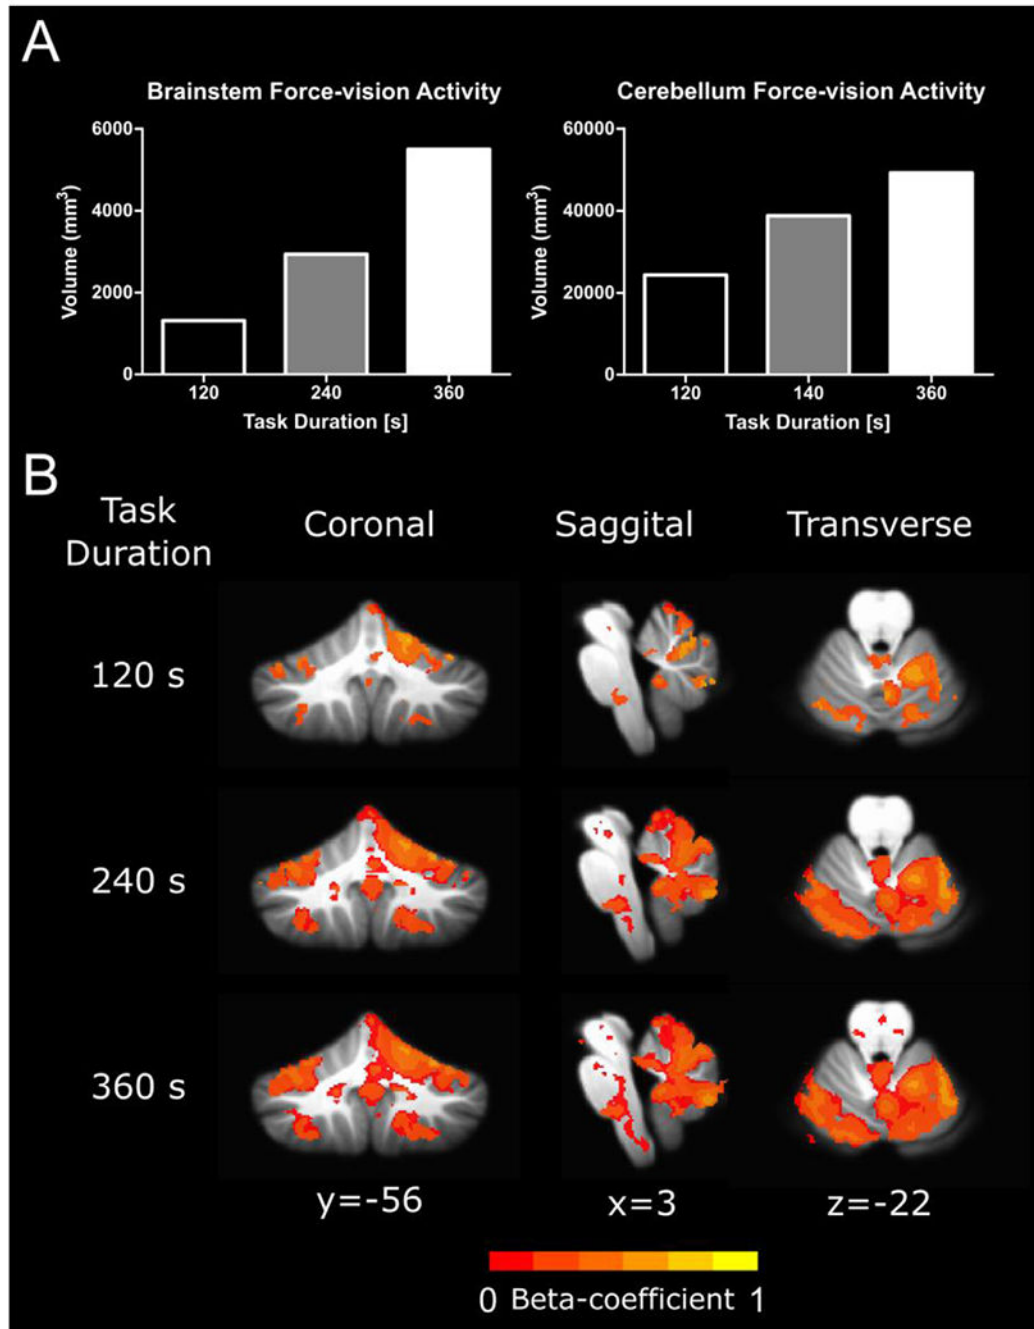 A
Brainstem Force-vision Activity
Volume (mm³)
6000
4000
2000
0
120 240 360
Task Duration [s]
Cerebellum Force-vision Activity
Volume (mm³)
60000
40000
20000
0
120 140 360
Task Duration [s]
B
Task
Duration
Coronal Saggital Transverse
120 s
240 s
360 s
y=-56 x=3 z=-22
0 Beta-coefficient 1